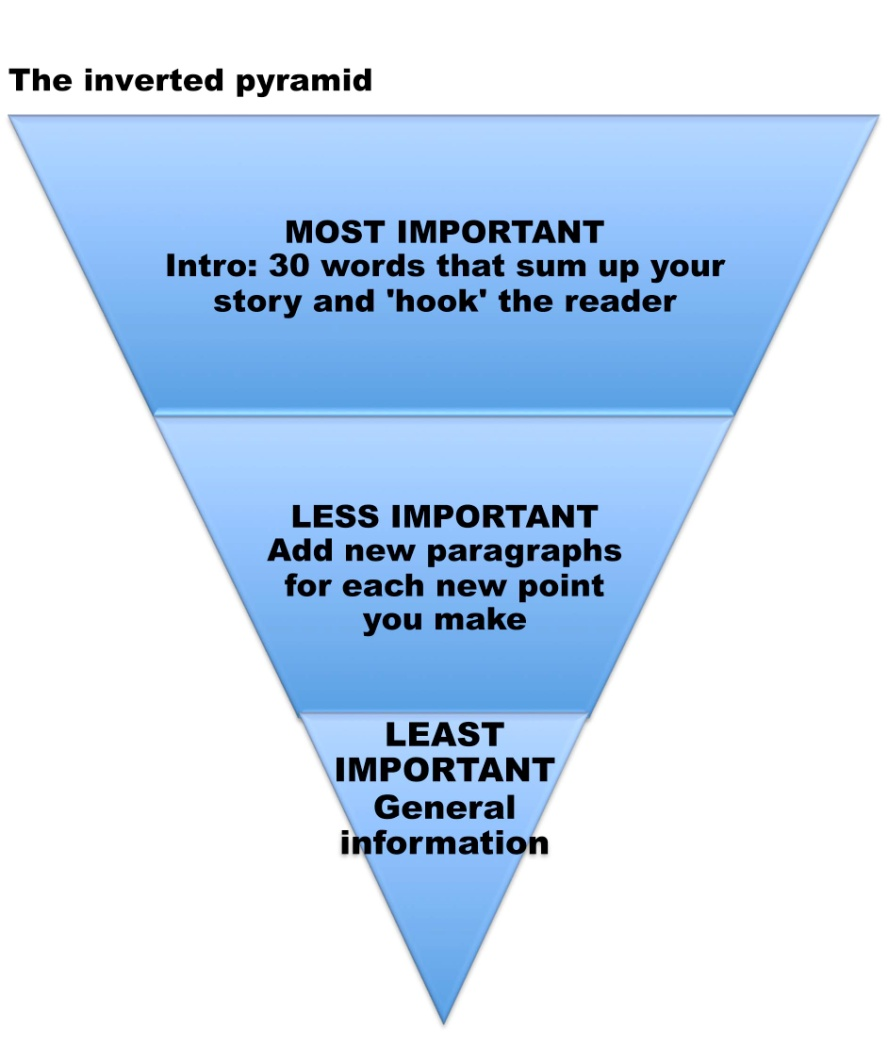 The inverted pyramid
MOST IMPORTANT
Intro: 30 words that sum up your
story and 'hook' the reader
LESS IMPORTANT
Add new paragraphs
for each new point
you make
LEAST
IMPORTANT
General
information